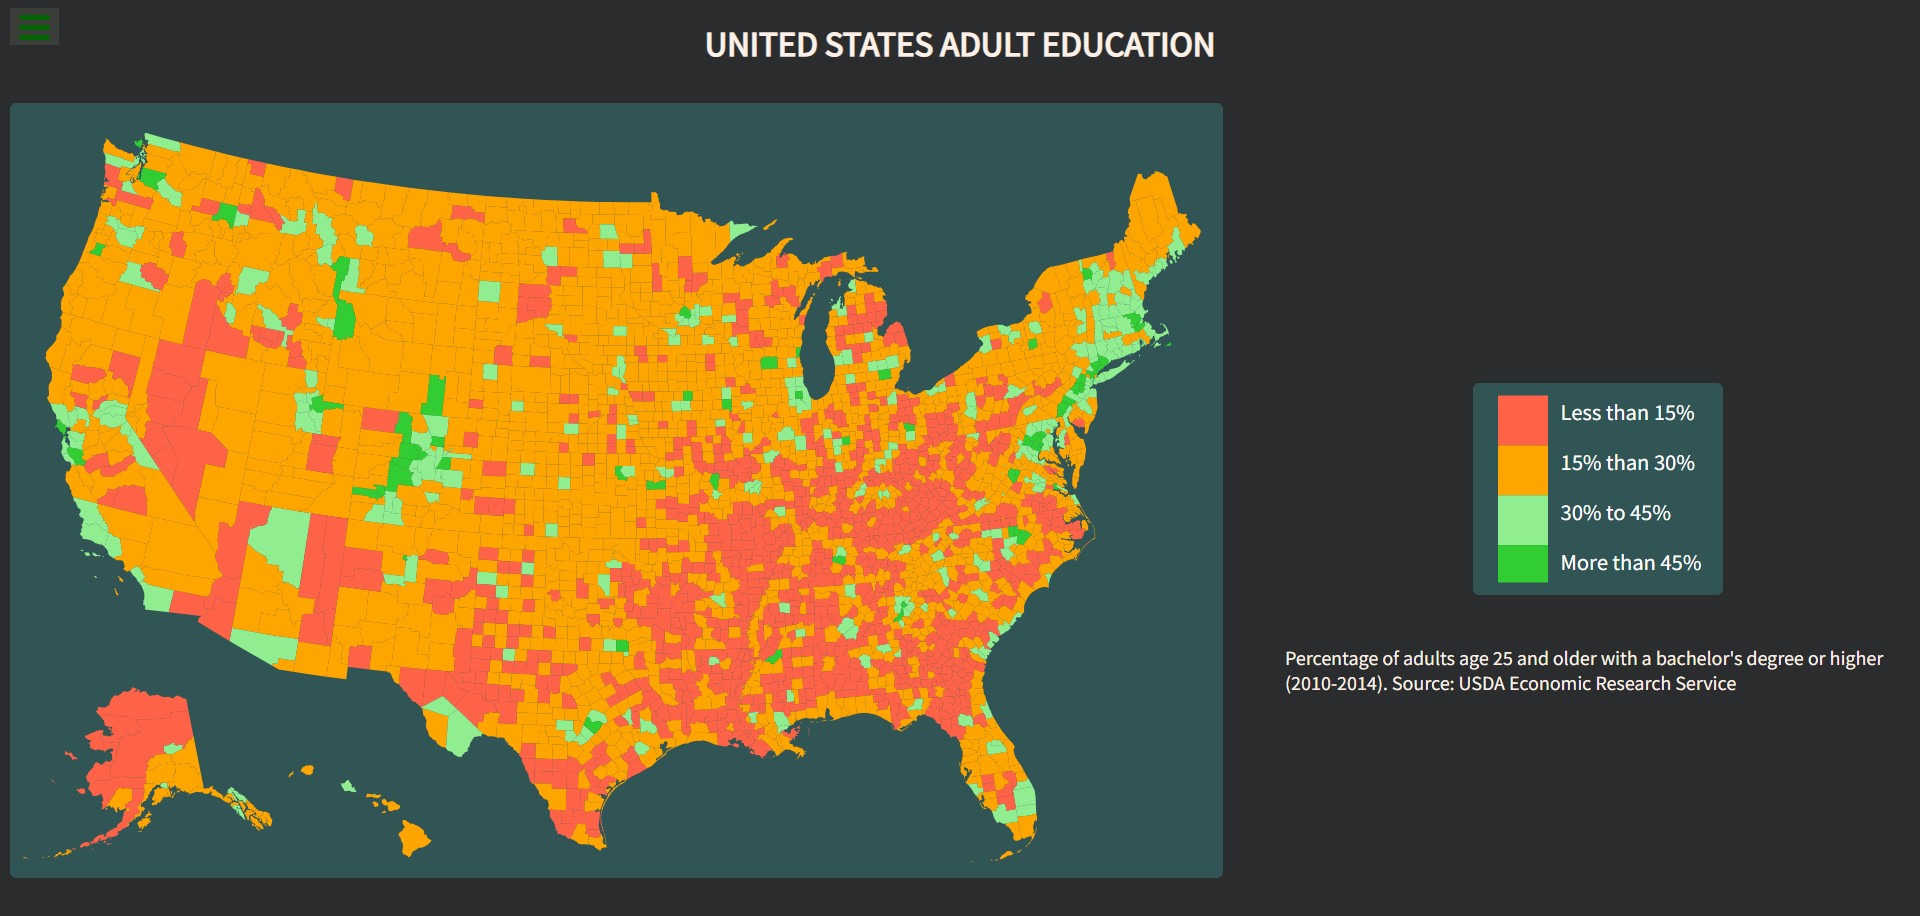 UNITED STATES ADULT EDUCATION
Less than 15%
15% than 30%
30% to 45%
More than 45%
Percentage of adults age 25 and older with a bachelor's degree or higher
(2010-2014). Source: USDA Economic Research Service